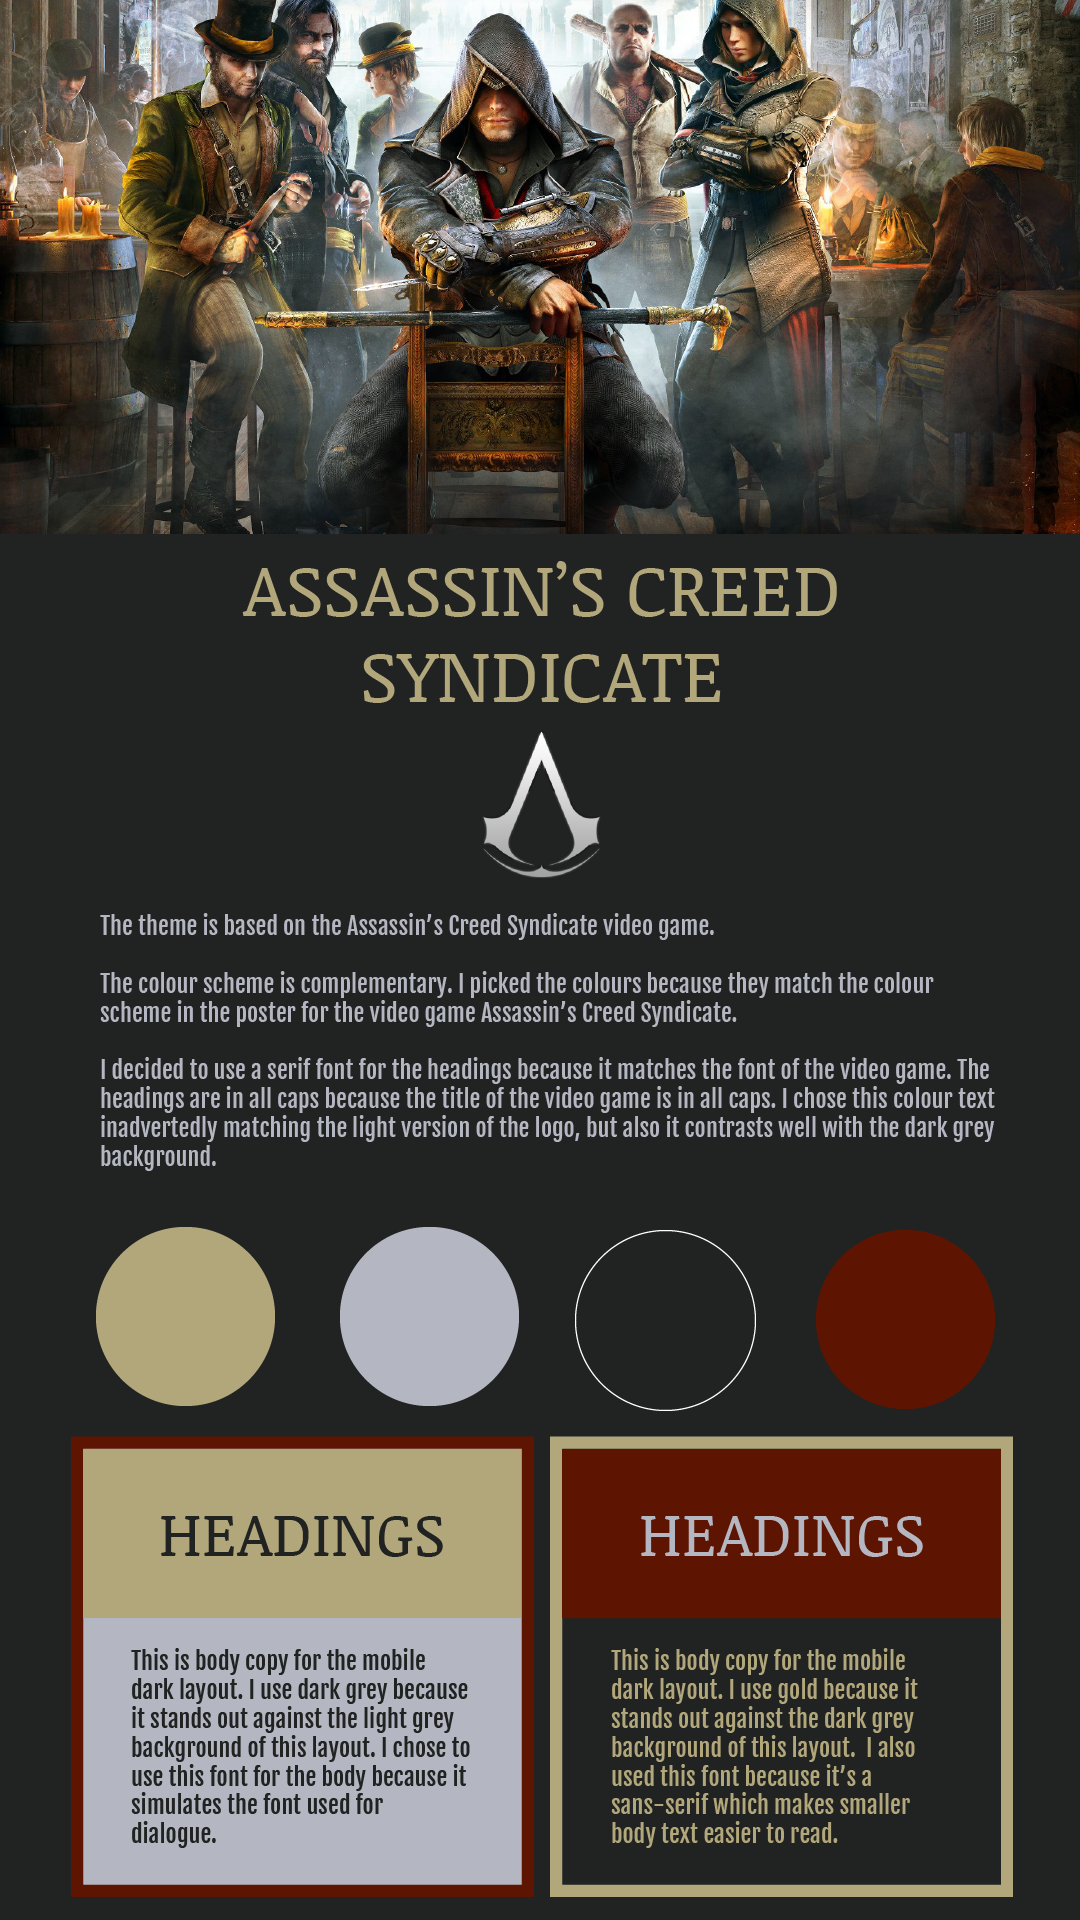 ASSASSIN’S CREED
SYNDICATE
The theme is based on the Assassin’s Creed Syndicate video game.
The colour scheme is complementary. I picked the colours because they match the colour
scheme in the poster for the video game Assassin’s Creed Syndicate.
I decided to use a serif font for the headings because it matches the font of the video game. The
headings are in all caps because the title of the video game is in all caps. I chose this colour text
inadvertedly matching the light version of the logo, but also it contrasts well with the dark grey
background.
HEADINGS
This is body copy for the mobile
dark layout. I use dark grey because
it stands out against the light grey
background of this layout. I chose to
use this font for the body because it
simulates the font used for
dialogue.
HEADINGS
This is body copy for the mobile
dark layout. I use gold because it
stands out against the dark grey
background of this layout.  I also
used this font because it’s a
sans-serif which makes smaller
body text easier to read.